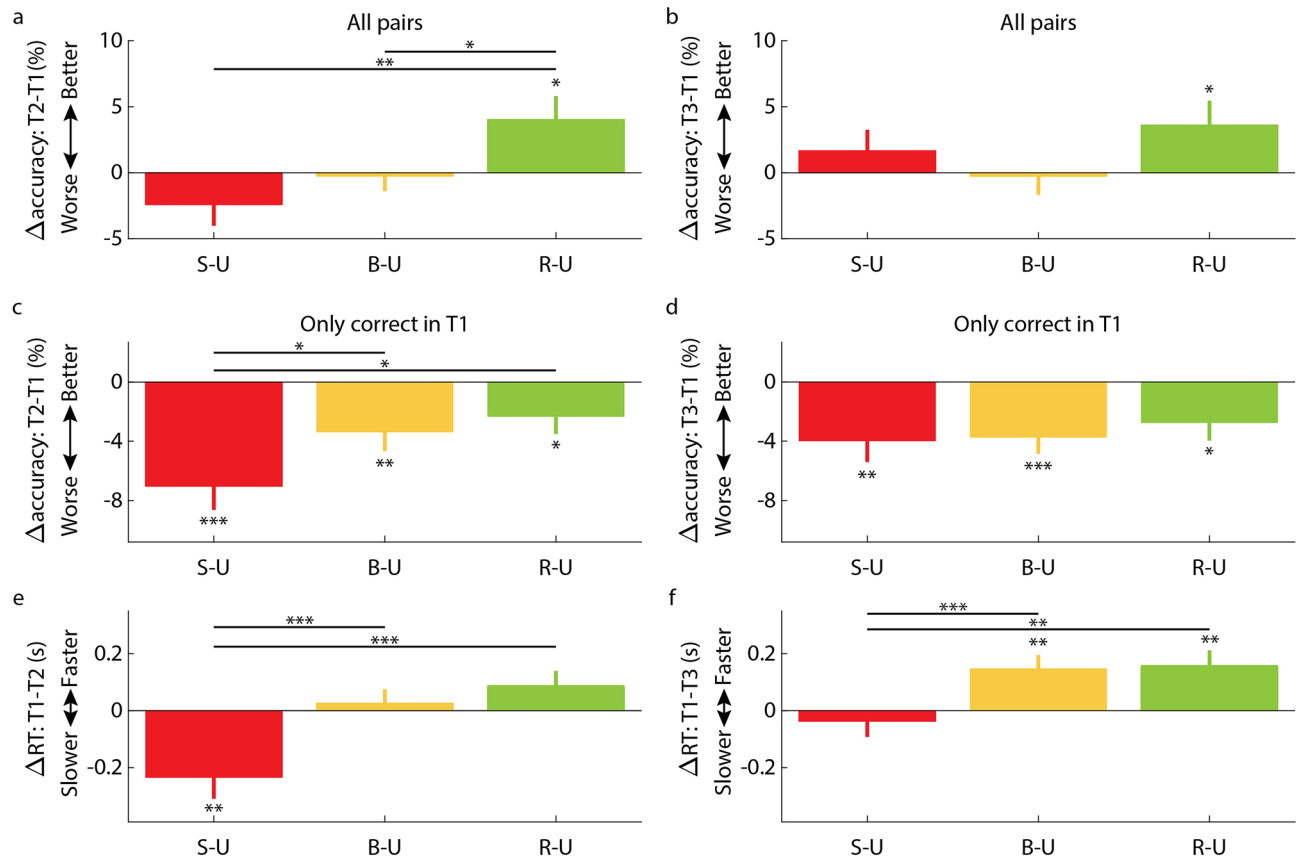 a
All pairs
Δaccuracy: T2-T1(%)
Worse ↔ Better
10
5
0
-5
*
**
*
S-U
B-U
R-U
b
All pairs
Δaccuracy: T3-T1 (%)
Worse ↔ Better
10
5
0
-5
*
S-U
B-U
R-U
c
Only correct in T1
Δaccuracy: T2-T1 (%)
Worse ↔ Better
0
-4
-8
*
*
***
**
*
S-U
B-U
R-U
d
Only correct in T1
Δaccuracy: T3-T1 (%)
Worse ↔ Better
0
-4
-8
**
***
*
S-U
B-U
R-U
e
ΔRT: T1-T2 (s)
Slower ↔ Faster
0.2
0
-0.2
***
***
**
S-U
B-U
R-U
f
ΔRT: T1-T3 (s)
Slower ↔ Faster
0.2
0
-0.2
***
**
**
**
S-U
B-U
R-U